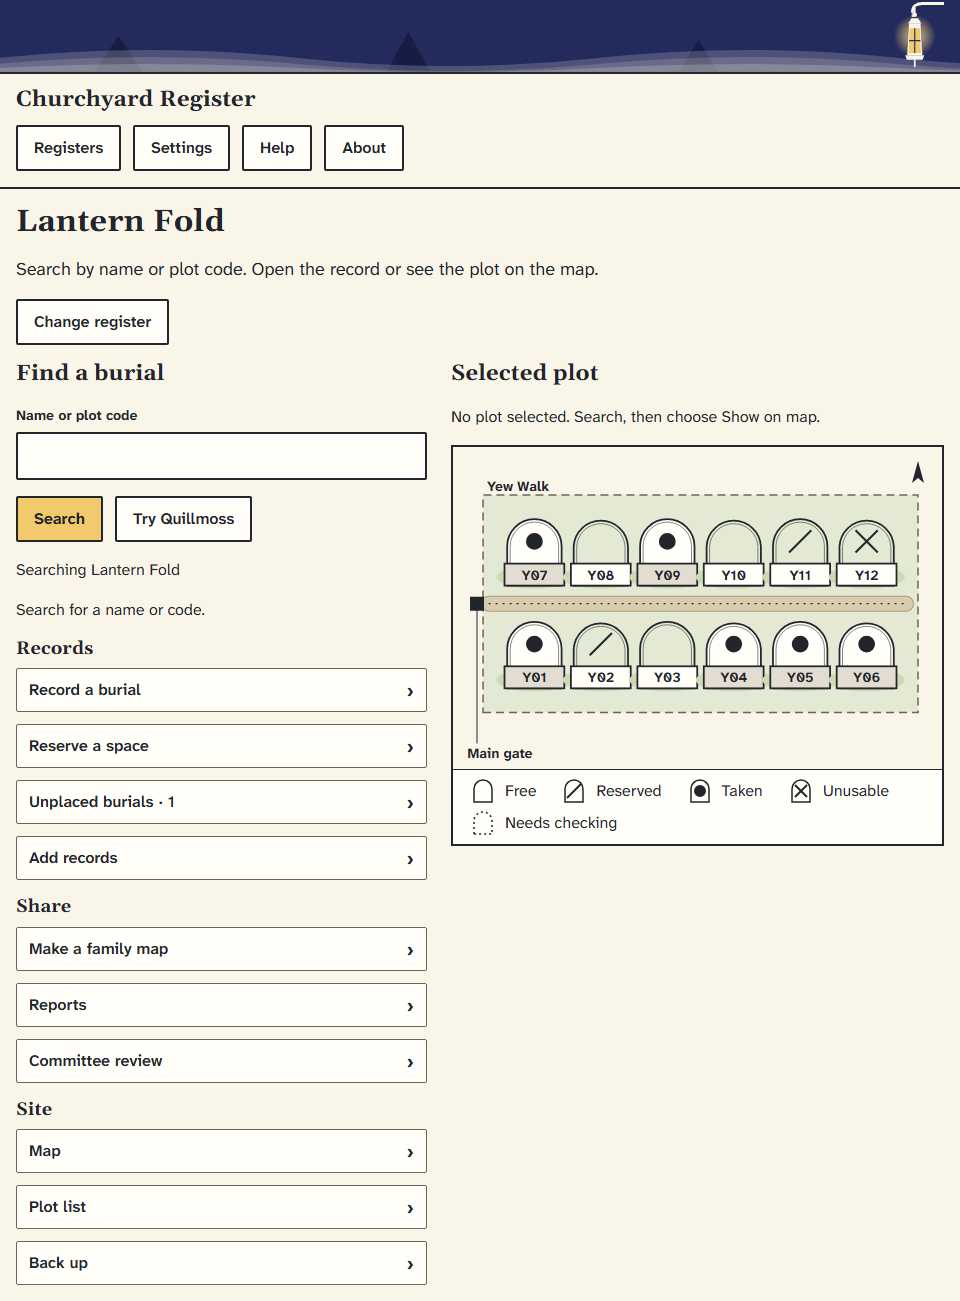 Churchyard Register
Registers Settings Help About
Lantern Fold
Search by name or plot code. Open the record or see the plot on the map.
Change register
Find a burial
Name or plot code
Search Try Quillmoss
Searching Lantern Fold
Search for a name or code.
Records
Record a burial ›
Reserve a space ›
Unplaced burials · 1 ›
Add records ›
Share
Make a family map ›
Reports ›
Committee review ›
Site
Map ›
Plot list ›
Back up ›
Selected plot
No plot selected. Search, then choose Show on map.
Yew Walk
Y07 Y08 Y09 Y10 Y11 Y12
Y01 Y02 Y03 Y04 Y05 Y06
Main gate
Free Reserved Taken Unusable
Needs checking